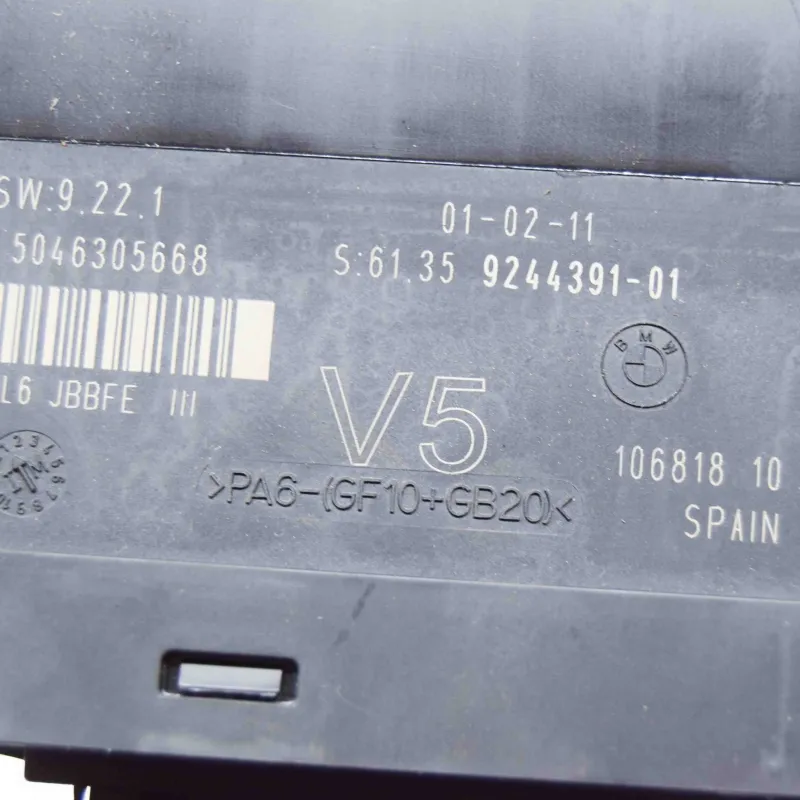 SW:9.22.1
01-02-11
5046305668
S:61.35 9244391-01
BMW
L6 JBBFE III
V5
106818 10
>PA6-(GF10+GB20)<
SPAIN